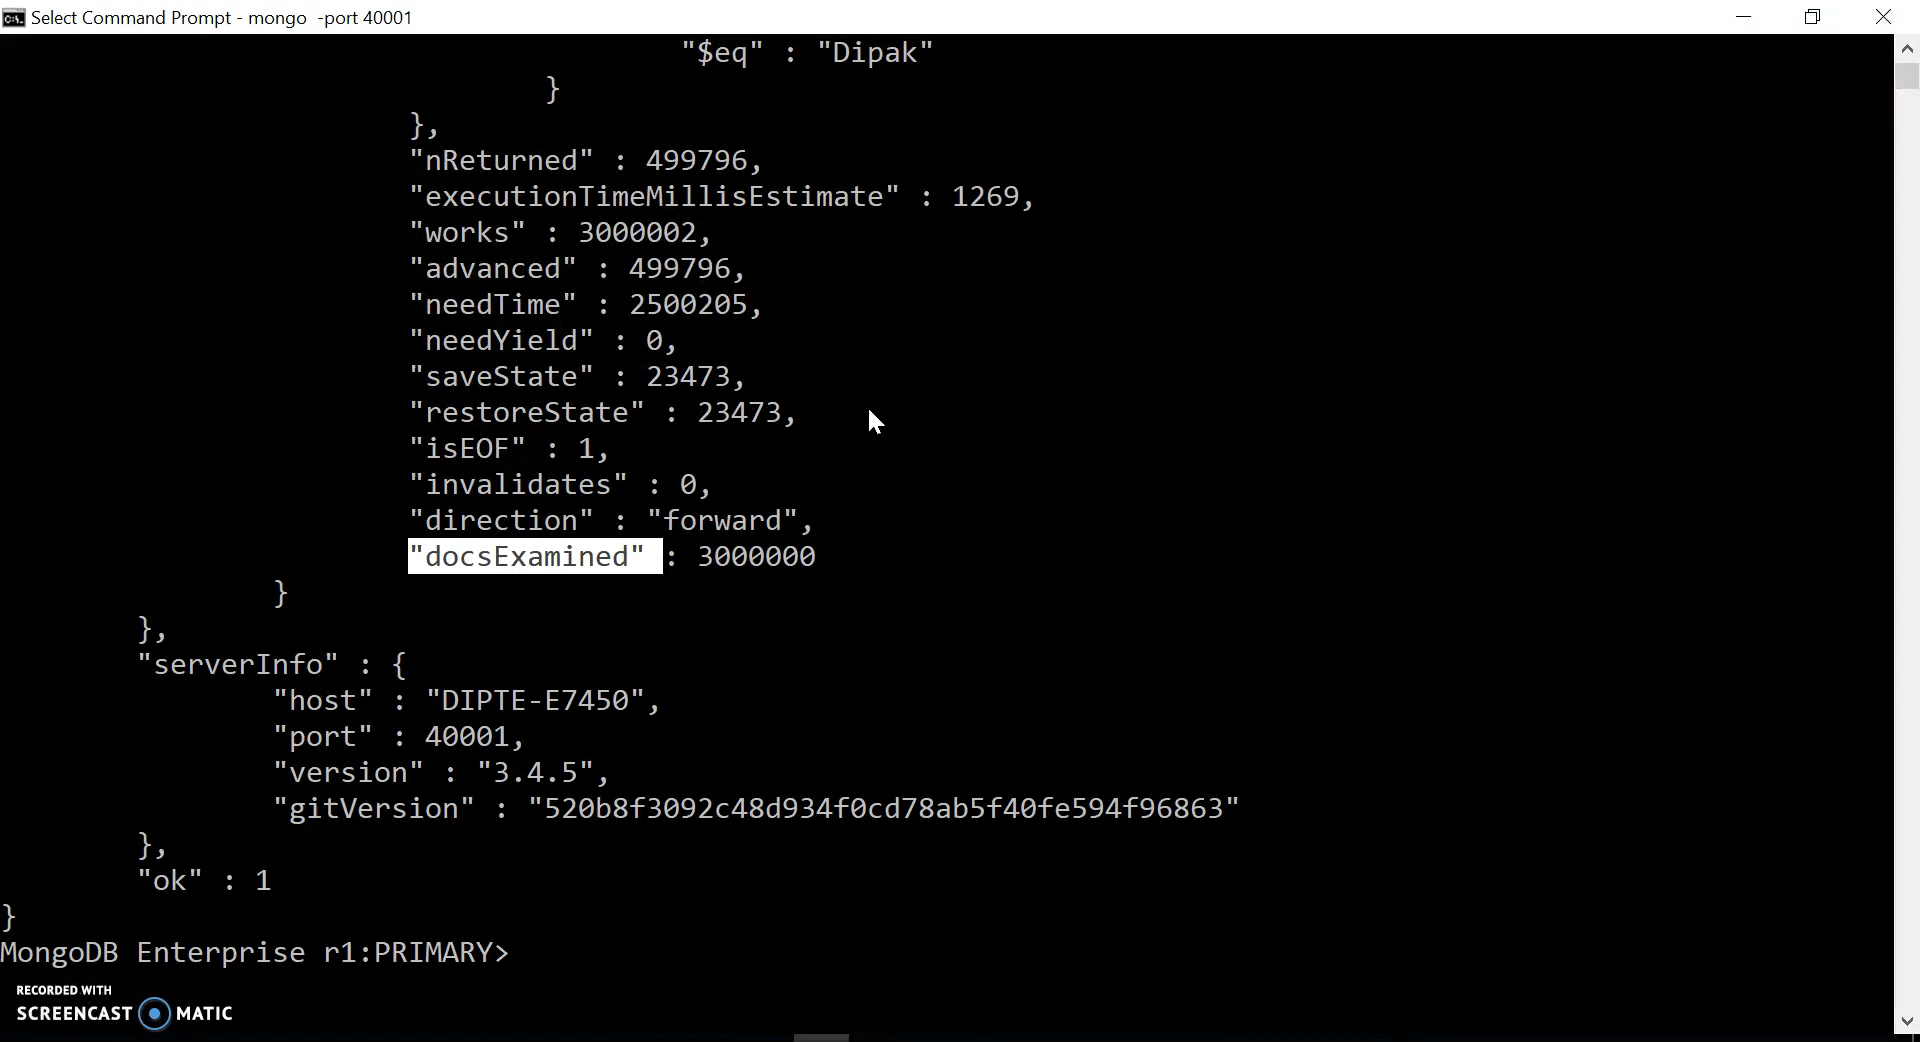 Select Command Prompt - mongo  -port 40001
"$eq" : "Dipak"
}
},
"nReturned" : 499796,
"executionTimeMillisEstimate" : 1269,
"works" : 3000002,
"advanced" : 499796,
"needTime" : 2500205,
"needYield" : 0,
"saveState" : 23473,
"restoreState" : 23473,
"isEOF" : 1,
"invalidates" : 0,
"direction" : "forward",
"docsExamined" : 3000000
}
},
"serverInfo" : {
"host" : "DIPTE-E7450",
"port" : 40001,
"version" : "3.4.5",
"gitVersion" : "520b8f3092c48d934f0cd78ab5f40fe594f96863"
},
"ok" : 1
}
MongoDB Enterprise r1:PRIMARY>
RECORDED WITH
SCREENCAST MATIC